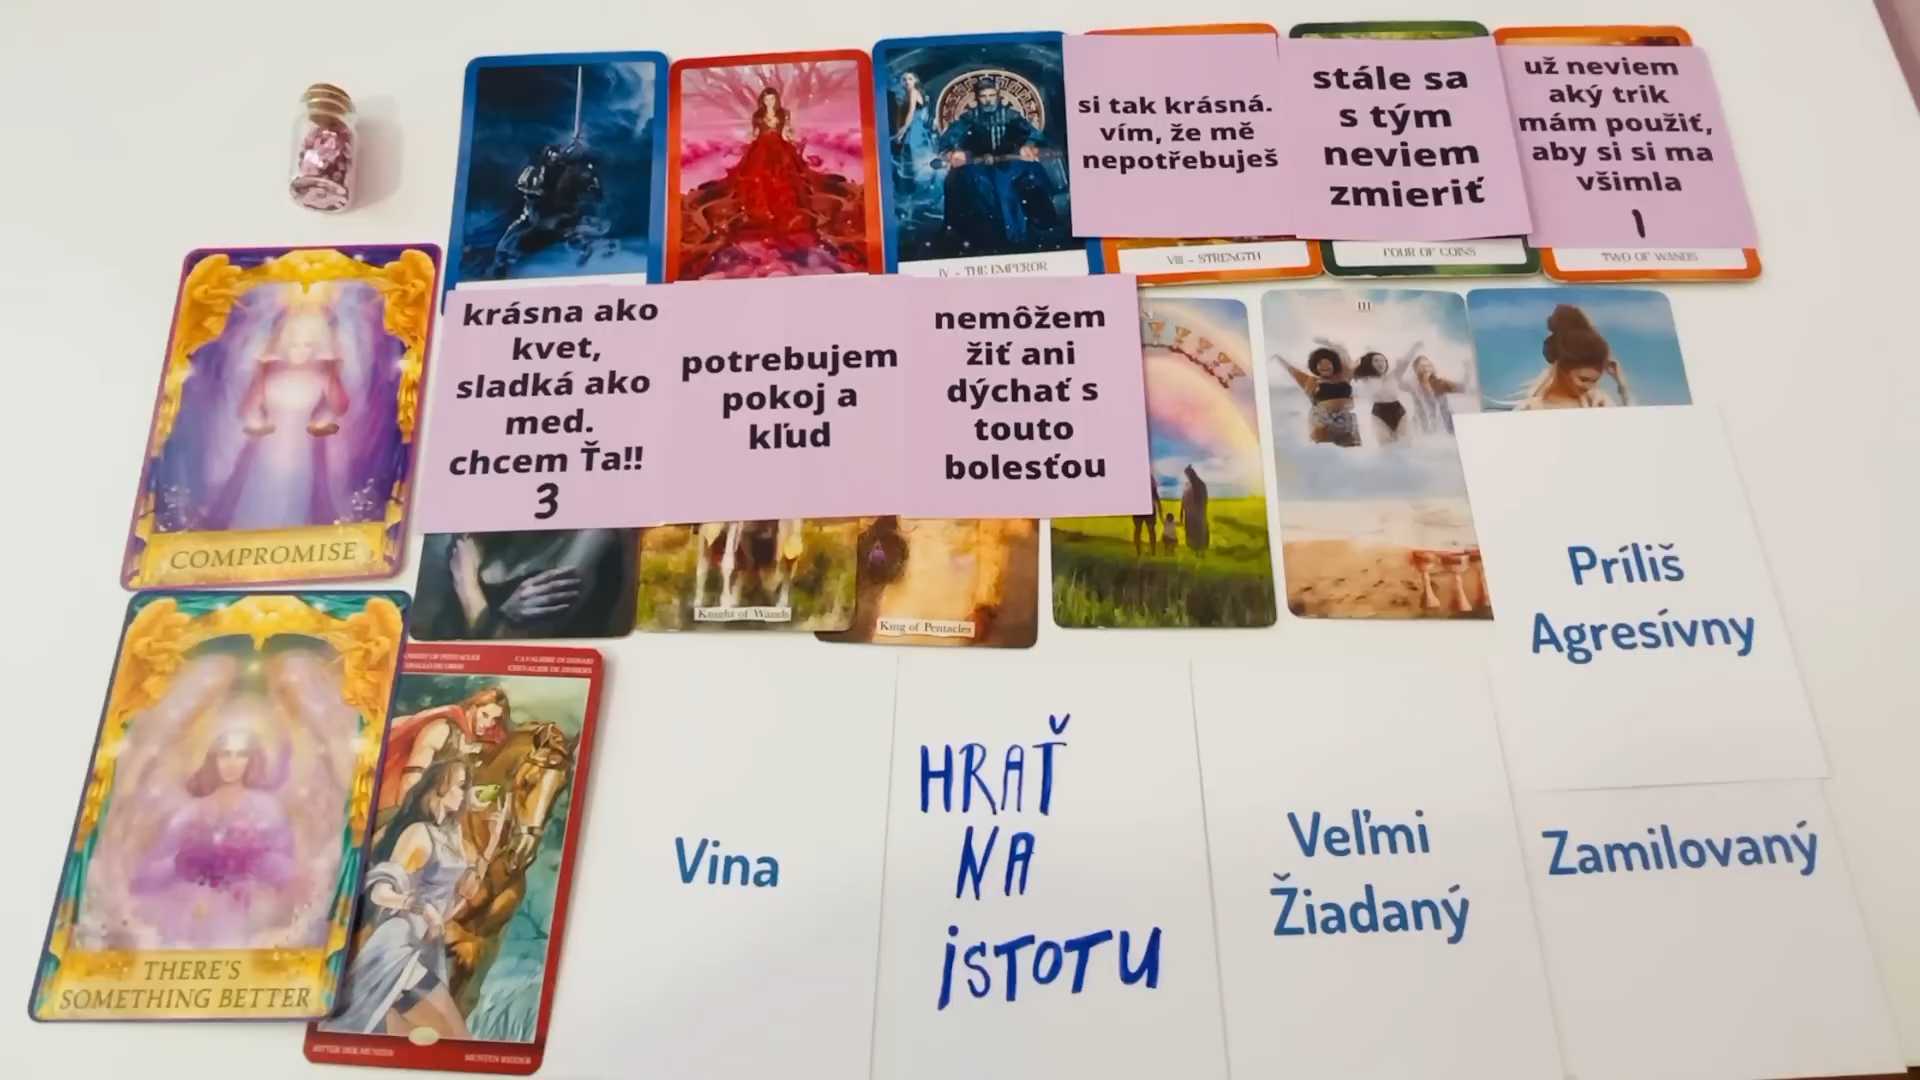 si tak krásná.
vím, že mě
nepotřebuješ
stále sa
s tým
neviem
zmieriť
už neviem
aký trik
mám použiť,
aby si si ma
všimla
1
IV - THE EMPEROR
VIII - STRENGTH
FOUR OF COINS
TWO OF WANDS
krásna ako
kvet,
sladká ako
med.
chcem Ťa!!
3
potrebujem
pokoj a
kľud
nemôžem
žiť ani
dýchať s
touto
bolesťou
III
COMPROMISE
Knight of Wands
King of Pentacles
Príliš
Agresívny
THERE'S
SOMETHING BETTER
Vina
HRAŤ
NA
iSTOTU
Veľmi
Žiadaný
Zamilovaný